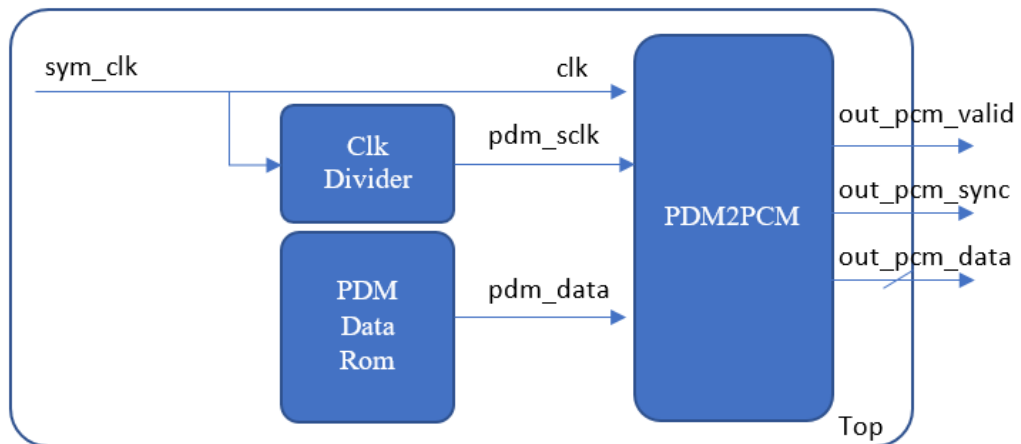 sym_clk
clk
out_pcm_valid
Clk
Divider
pdm_sclk
out_pcm_sync
PDM2PCM
out_pcm_data
PDM
Data
Rom
pdm_data
Top